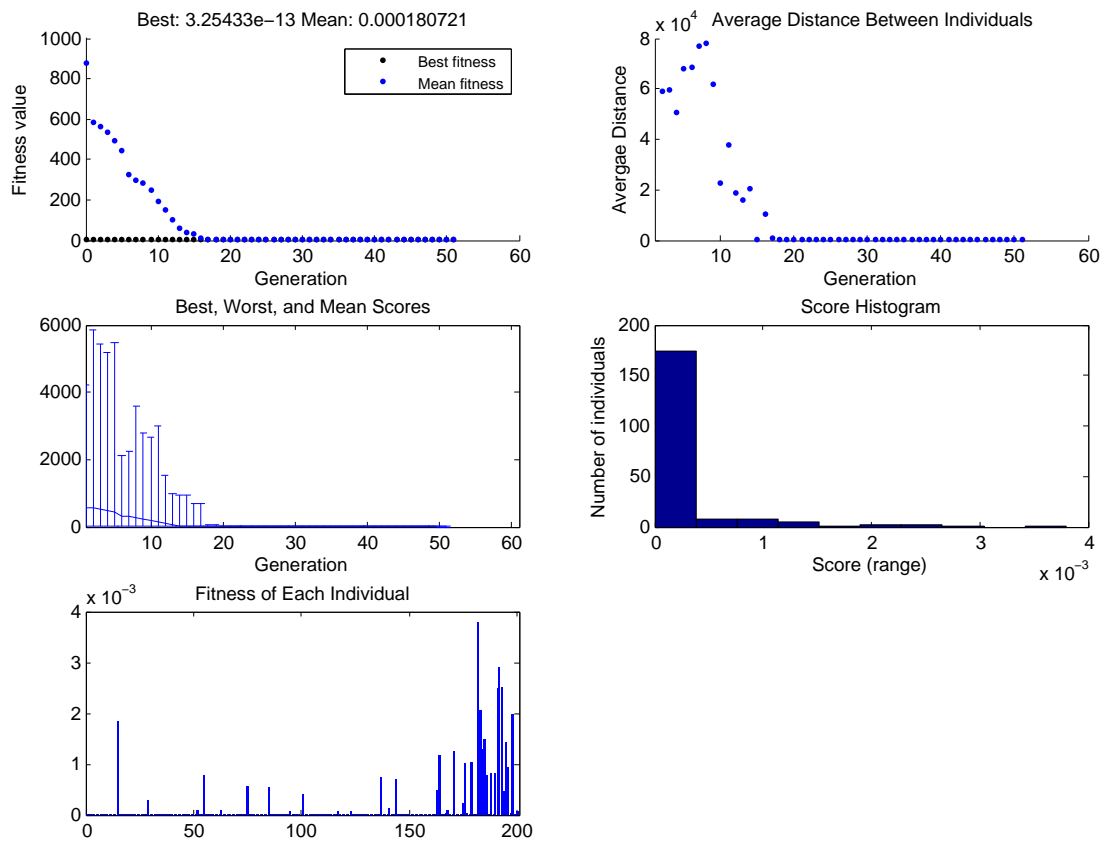 Best: 3.25433e−13 Mean: 0.000180721
1000
800
600
400
200
0
Fitness value
Best fitness
Mean fitness
0 10 20 30 40 50 60
Generation
x 10^4
Average Distance Between Individuals
8
6
4
2
0
Avergae Distance
10 20 30 40 50 60
Generation
Best, Worst, and Mean Scores
6000
4000
2000
0
10 20 30 40 50 60
Generation
Score Histogram
200
150
100
50
0
Number of individuals
0 1 2 3 4
Score (range)
x 10^−3
x 10^−3
Fitness of Each Individual
4
3
2
1
0
0 50 100 150 200